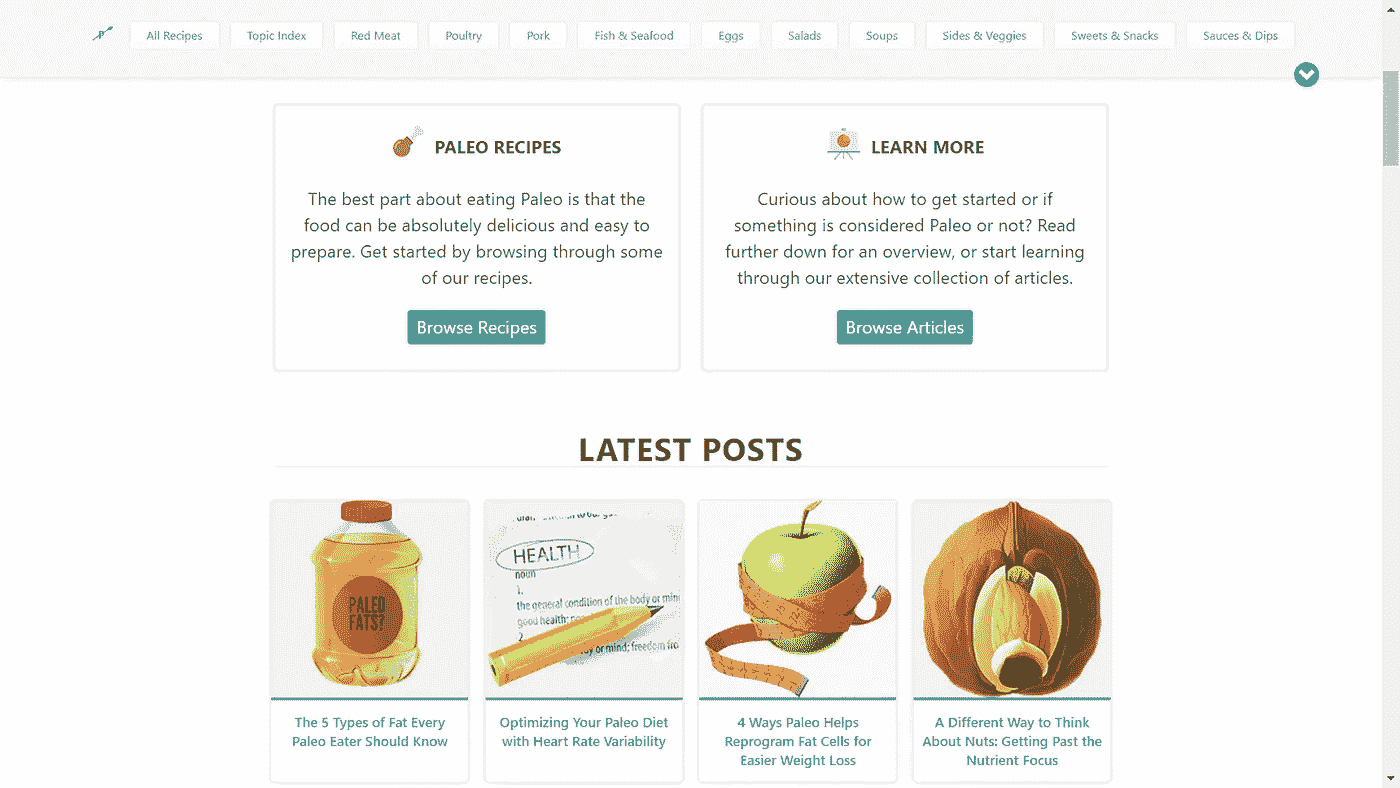 All Recipes
Topic Index
Red Meat
Poultry
Pork
Fish & Seafood
Eggs
Salads
Soups
Sides & Veggies
Sweets & Snacks
Sauces & Dips
PALEO RECIPES
The best part about eating Paleo is that the
food can be absolutely delicious and easy to
prepare. Get started by browsing through some
of our recipes.
Browse Recipes
LEARN MORE
Curious about how to get started or if
something is considered Paleo or not? Read
further down for an overview, or start learning
through our extensive collection of articles.
Browse Articles
LATEST POSTS
PALEO
FATS?
HEALTH
noun
1.
the general condition of the body or
good health:
2
or mind; freedom
The 5 Types of Fat Every
Paleo Eater Should Know
Optimizing Your Paleo Diet
with Heart Rate Variability
4 Ways Paleo Helps
Reprogram Fat Cells for
Easier Weight Loss
A Different Way to Think
About Nuts: Getting Past the
Nutrient Focus